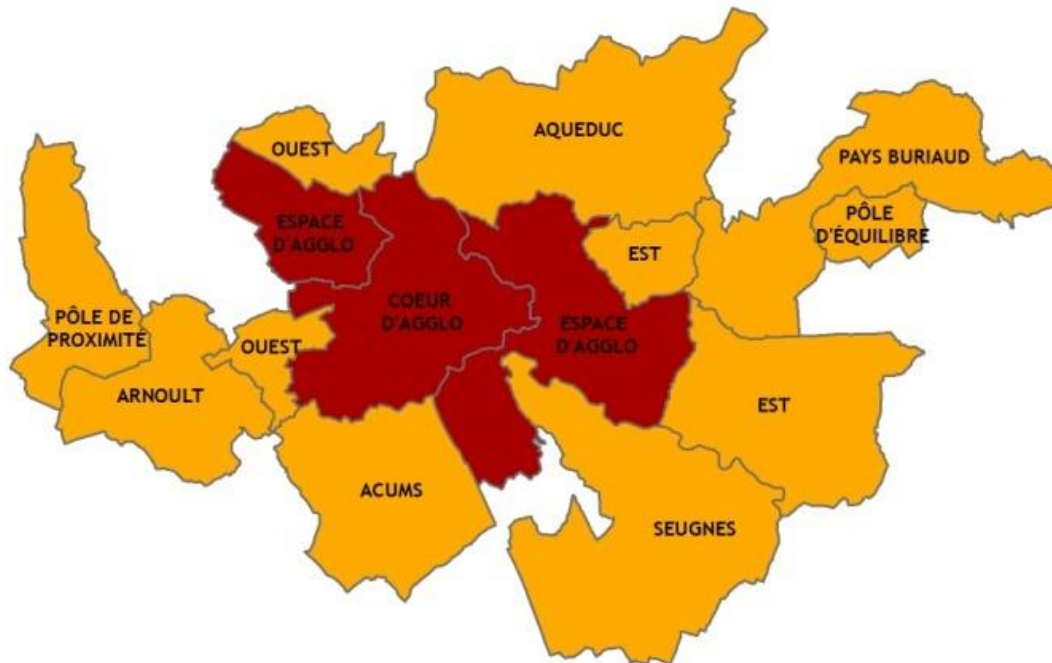 AQUEDUC
OUEST
PAYS BURIAUD
ESPACE
D'AGGLO
PÔLE
D'ÉQUILIBRE
EST
COEUR
D'AGGLO
PÔLE DE
PROXIMITÉ
ESPACE
D'AGGLO
OUEST
ARNOULT
EST
ACUMS
SEUGNES